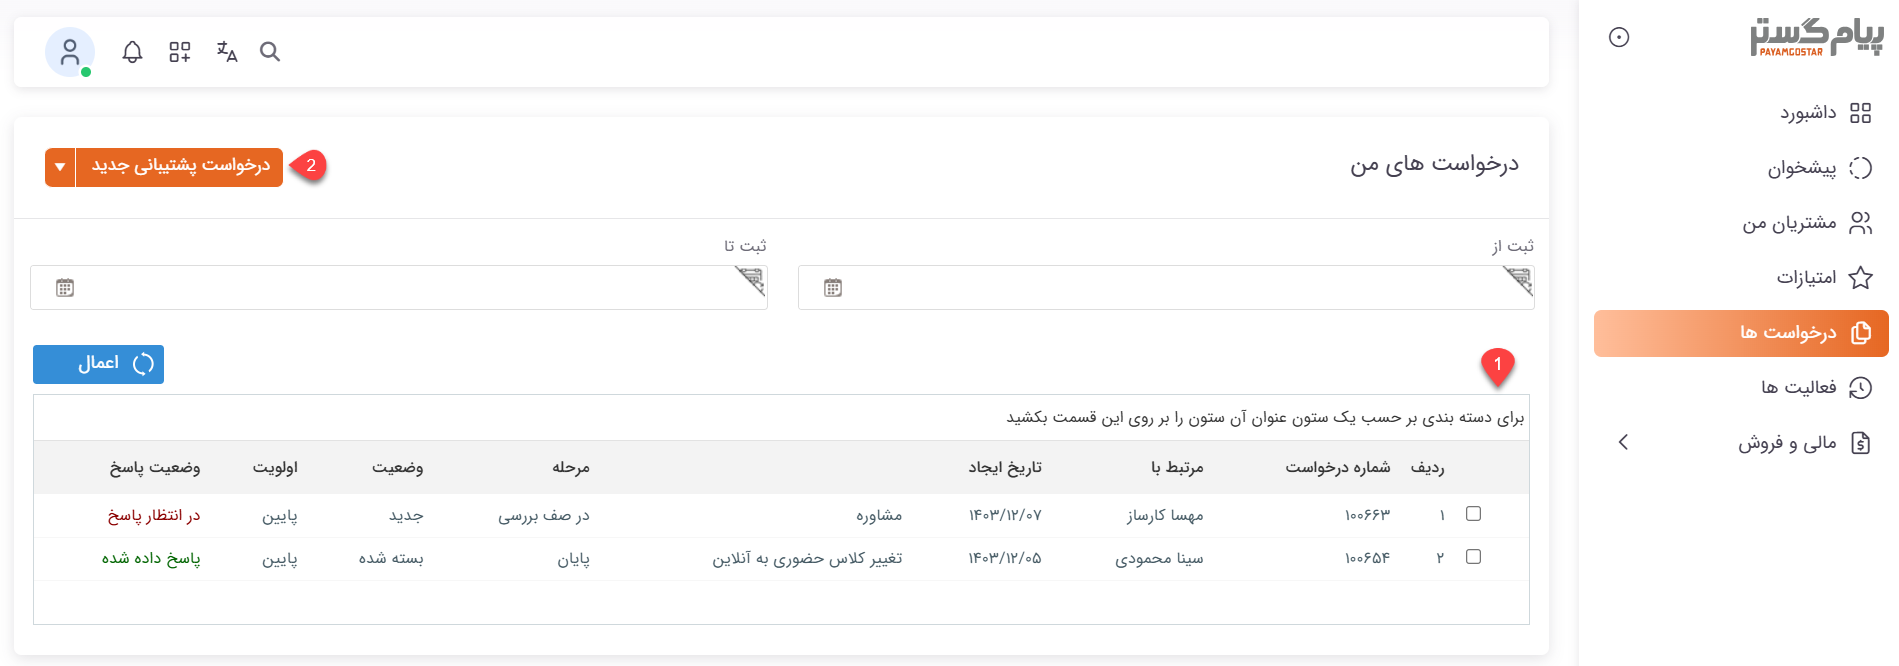 پیام گستر
PAYAMGOSTAR
داشبورد
پیشخوان
مشتریان من
امتیازات
درخواست ها
فعالیت ها
مالی و فروش
درخواست های من
2
درخواست پشتیبانی جدید
ثبت از
ثبت تا
اعمال
1
برای دسته بندی بر حسب یک ستون عنوان آن ستون را بر روی این قسمت بکشید
ردیف شماره درخواست مرتبط با تاریخ ایجاد مرحله وضعیت اولویت وضعیت پاسخ
۱ ۱۰۰۶۶۳ مهسا کارساز ۱۴۰۳/۱۲/۰۷ مشاوره در صف بررسی جدید پایین در انتظار پاسخ
۲ ۱۰۰۶۵۴ سینا محمودی ۱۴۰۳/۱۲/۰۵ تغییر کلاس حضوری به آنلاین پایان بسته شده پایین پاسخ داده شده